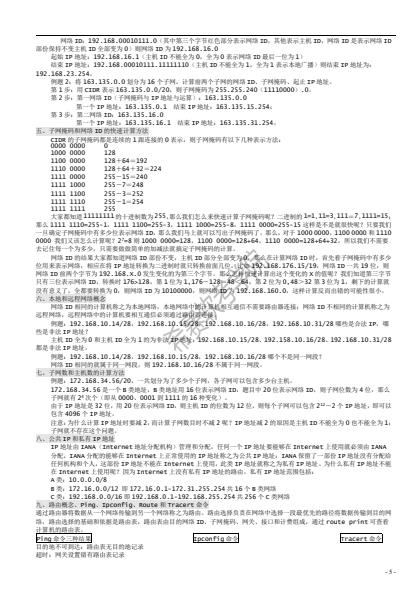 网络 ID，192.168.00010111.0（其中第三个字节红色部分表示网络 ID，其他表示主机 ID，网络 ID 是表示网络 ID
部份保持不变主机 ID 全部变为 0）则网络 ID 为 192.168.16.0
起始 IP 地址：192.168.16.1（主机 ID 不能全为 0，全为 0 表示网络 ID 最后一位为 1）
结束 IP 地址：192.168.00010111.11111110（主机 ID 不能为 1，全为 1 表示本地广播）则结束 IP 地址为：
192.168.23.254.
例题 2：将 163.135.0.0 划分为 16 个子网，计算前两个子网的网络 ID、子网掩码、起止 IP 地址。
第 1 步：用 CIDR 表示 163.135.0.0/20，则子网掩码为 255.255.240（11110000）.0.
第 2 步：第一网络 ID（子网掩码与 IP 地址与运算）：163.135.0.0
第一个 IP 地址：163.135.0.1 结束 IP 地址：163.135.15.254.
第 3 步：第二网络 ID：163.135.16.0
第一个 IP 地址：163.135.16.1 结束 IP 地址：163.135.31.254.
五、子网掩码和网络 ID 的快速计算方法
CIDR 的子网掩码都是连续的 1 跟连接的 0 表示，则子网掩码有以下几种表示方法：
0000 0000 0
1000 0000 128
1100 0000 128+64=192
1110 0000 128+64+32=224
1111 0000 255-15=240
1111 1000 255-7=248
1111 1100 255-3=252
1111 1110 255-1=254
1111 1111 255
大家都知道 11111111 的十进制数为 255，那么我们怎么来快速计算子网掩码呢？二进制的 1=1，11=3，111=7，1111=15，
那么 1111 1110=255-1，1111 1100=255-3，1111 1000=255-8，1111 0000=255-15 这样是不是就很快呢？只要我们
一旦确定子网掩码中有多少位表示网络 ID，那么我们马上就可以写出子网掩码了。那么，对于 1000 0000、1100 0000 和 1110
0000 我们又该怎么计算呢？2⁷=8 则 1000 0000=128，1100 0000=128+64，1110 0000=128+64+32，所以我们不需要
去记住每一个为多少，只需要做做简单的加减法就搞定子网掩码的计算。
网络 ID 的结果大家都知道网络 ID 部份不变，主机 ID 部分全部变为 0，那么在计算网络 ID 时，首先看子网掩码中有多少
位用来表示网络，相应在将 IP 地址转换为二进制时就只转换前面几位，比如 192.168.176.15/19，网络 ID 一共 19 位，则
网络 ID 的两个字节为 192.168.X.0 发生变化的为第三个字节，那么怎样快速计算出这个变化的 X 的值呢？我们知道第三字节
只有三位表示网络 ID，转换时 176>128，第 1 位为 1，176－128=48<64，第 2 位为 0，48>32 第 3 位为 1，剩下的计算就
没有意义了，全都要转换为 0，则网络 ID 为 10100000，则网络 ID 为 192.168.160.0，这样计算反而出错的可能性很小。
六、本地和远程网络概念
网络 ID 相同的计算机称之为本地网络，本地网络中的计算机相互通信不需要路由器连接；网络 ID 不相同的计算机称之为
远程网络，远程网络中的计算机要相互通信必须通过路由器连接。
例题：192.168.10.14/28、192.168.10.15/28、192.168.10.16/28、192.168.10.31/28 哪些是合法 IP，哪
些是非法 IP 地址？
主机 ID 全为 0 和主机 ID 全为 1 的为非法 IP 地址，192.168.10.15/28、192.158.10.16/28、192.168.10.31/28
都是非法 IP 地址。
例题：192.168.10.14/28、192.168.10.15/28、192.168.10.16/28 哪个不是同一网段？
网络 ID 相同的就属于同一网段，则 192.168.10.16/28 不属于同一网段。
七、子网数和主机数的计算方法
例题：172.168.34.56/20，一共划分为了多少个子网，各子网可以包含多少台主机。
172.168.34.56 是一个 B 类地址，B 类地址用 16 位表示网络 ID，题目中 20 位表示网络 ID，则子网位数为 4 位，那么
子网就有 2⁴ 次个（即从 0000、0001 到 1111 的 16 种变化）。
由于 IP 地址是 32 位，用 20 位表示网络 ID，则主机 ID 的位数为 12 位，则每个子网可以包含 2¹²－2 个 IP 地址，即可以
含 4096 个 IP 地址。
注意：为什么计算 IP 地址时要减 2，而计算子网数目时不减 2 呢？IP 地址减 2 的原因是主机 ID 不能全为 0 也不能全为 1，
子网就不存在这个问题。
八、公共 IP 和私有 IP 地址
IP 地址由 IANA（Internet 地址分配机构）管理和分配，任何一个 IP 地址要能够在 Internet 上使用就必须由 IANA
分配。IANA 分配的能够在 Internet 上正常使用的 IP 地址称之为公共 IP 地址；IANA 保留了一部份 IP 地址没有分配给
任何机构和个人，这部份 IP 地址不能在 Internet 上使用，此类 IP 地址就称之为私有 IP 地址。为什么私有 IP 地址不能
在 Internet 上使用呢？因为 Internet 上没有私有 IP 地址的路由。私有 IP 地址范围包括：
A 类：10.0.0.0/8
B 类：172.16.0.0/12 即 172.16.0.1-172.31.255.254 共 16 个 B 类网络
C 类：192.168.0.0/16 即 192.168.0.1-192.168.255.254 共 256 个 C 类网络
九、路由概念、Ping、Ipconfig、Route 和 Tracert 命令
通过路由器将数据从一个网络传输到另一个网络称之为路由。路由选择负责在网络中选择一段最优先的路径将数据传输到目的网
络，路由选择的基础和依据是路由表，路由表由目的网络 ID、子网掩码、网关、接口和计费组成，通过 route print 可查看
计算机的路由表。
Ping 命令三种结果 Ipconfig 命令 Tracert 命令
目的地不可到达：路由表无目的地记录
超时：网关设置错有路由表记录
- 5 -